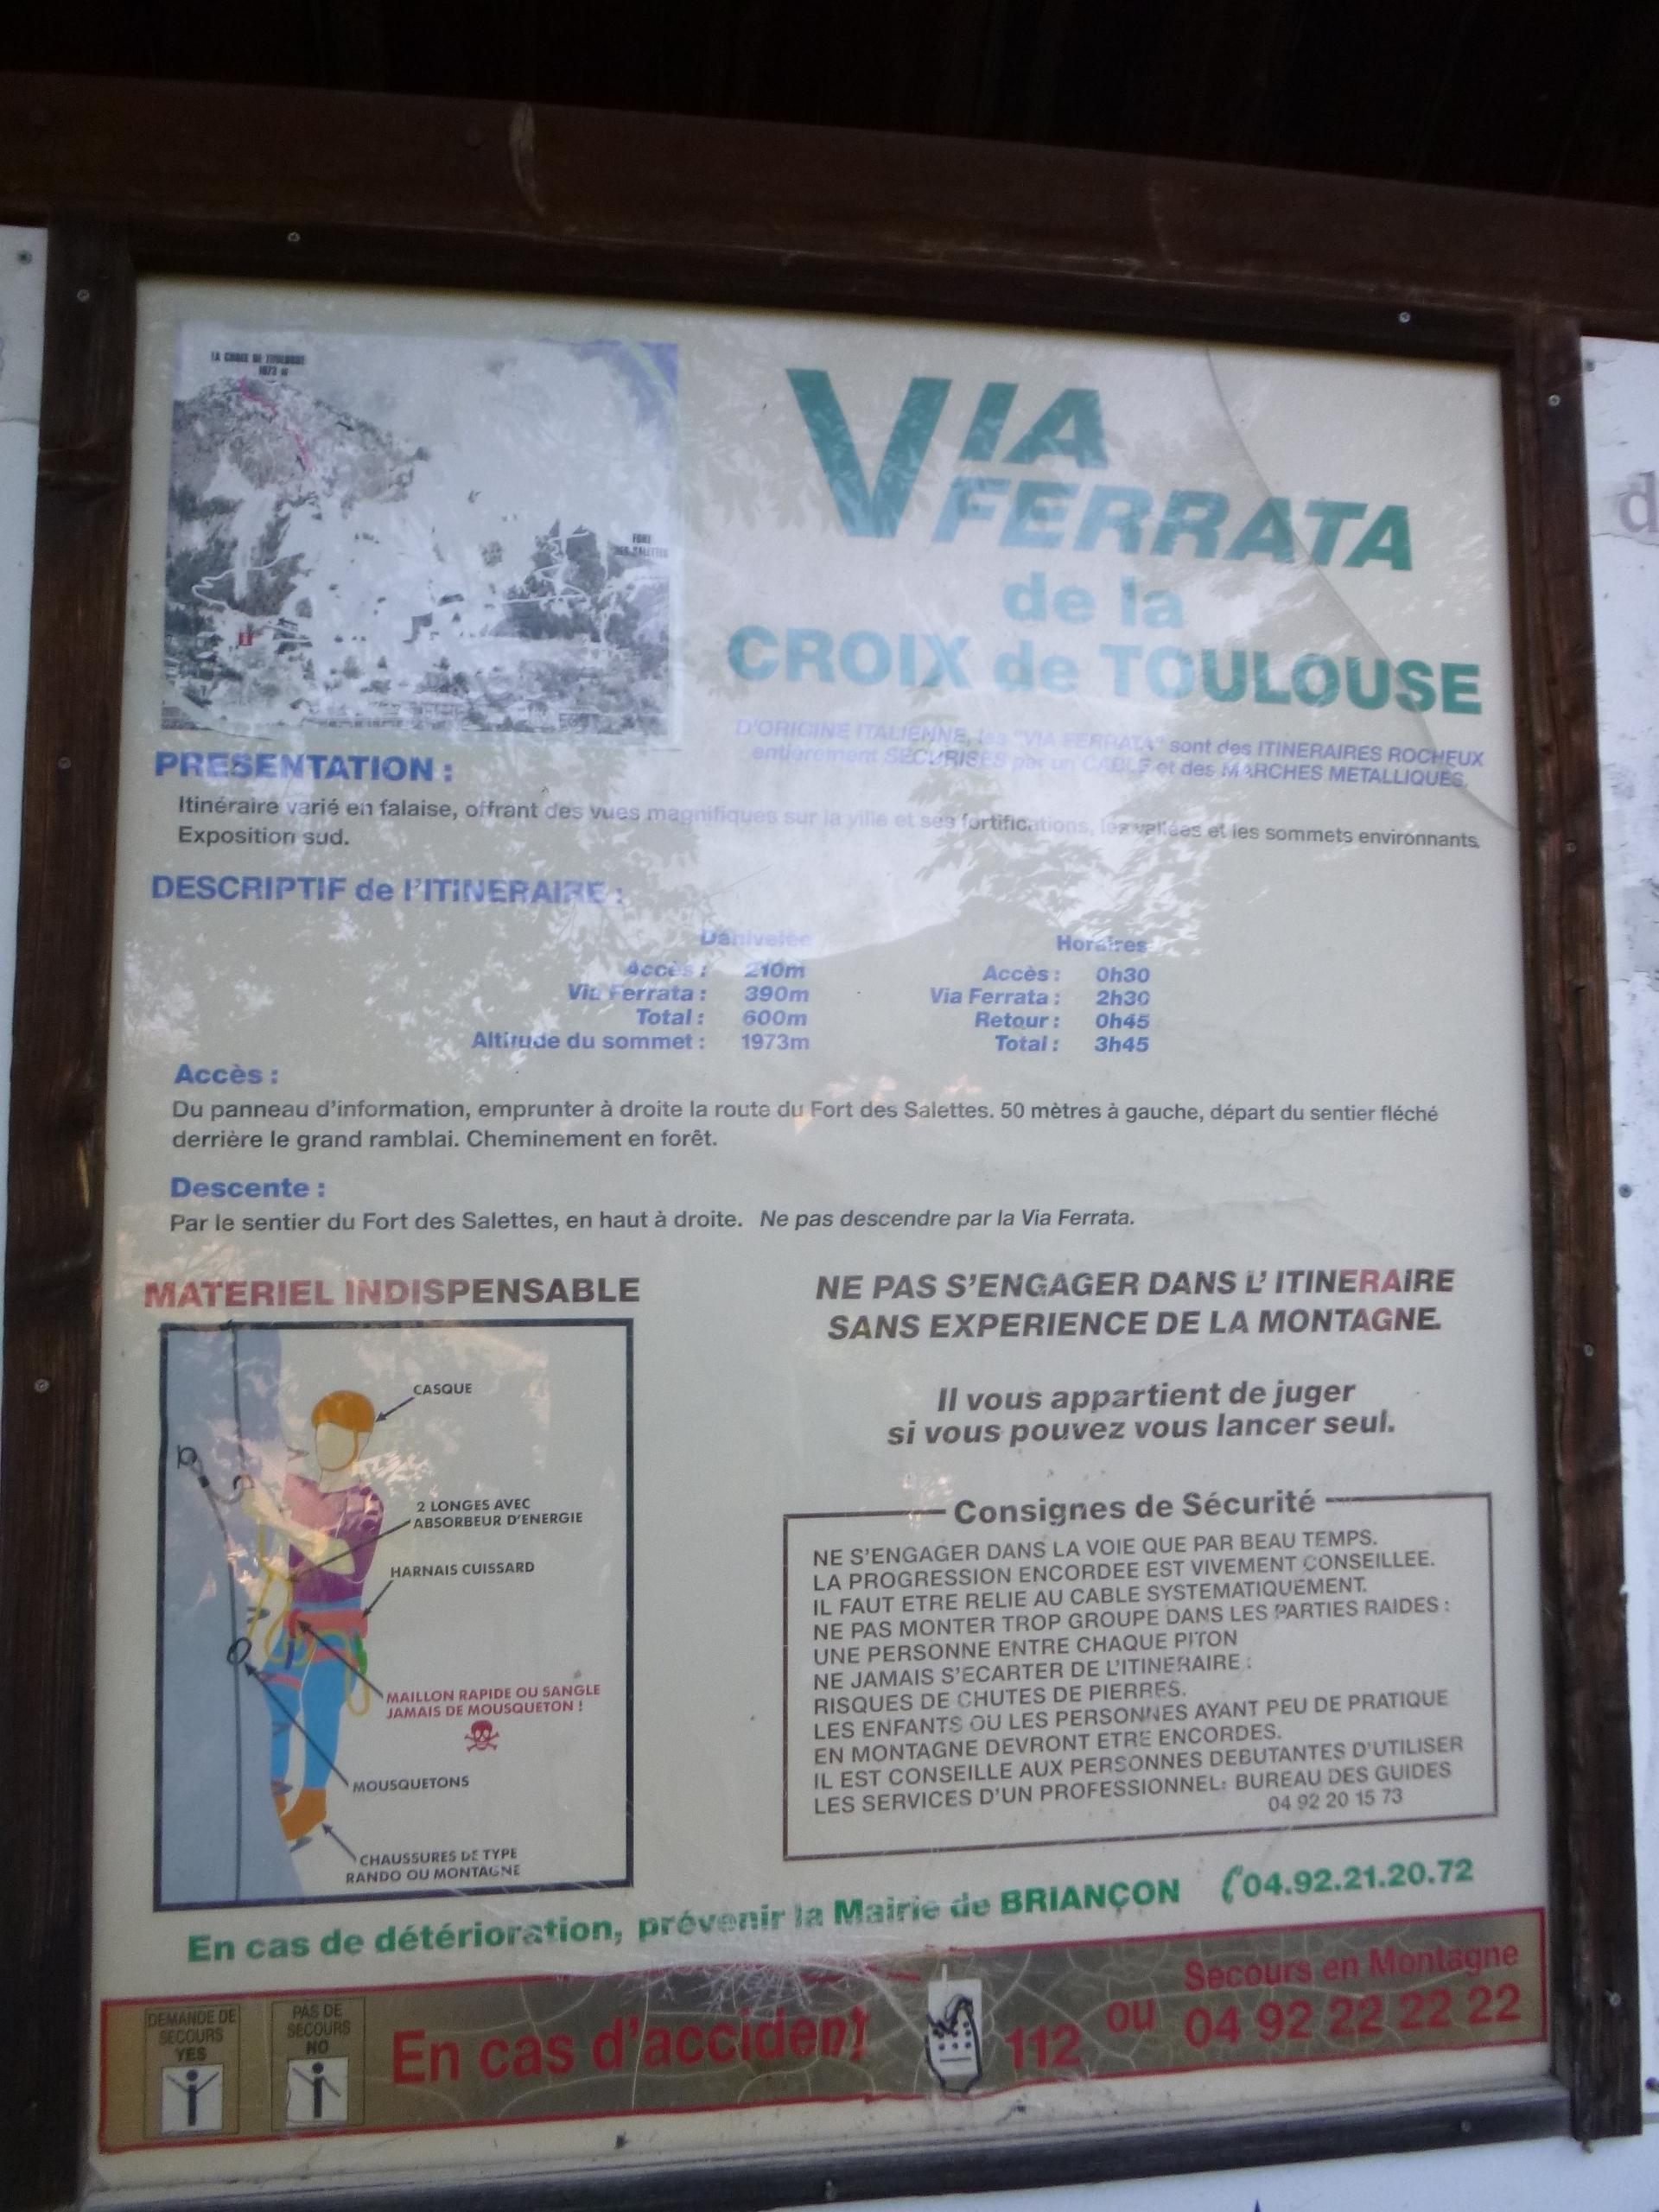 LA CROIX DE TOULOUSE
1973 m
FORT
DES SALETTES
VIA
FERRATA
de la
CROIX de TOULOUSE
D'ORIGINE ITALIENNE, les "VIA FERRATA" sont des ITINERAIRES ROCHEUX
entierement SECURISES par un CABLE et des MARCHES METALLIQUES.
PRESENTATION :
Itinéraire varié en falaise, offrant des vues magnifiques sur la ville et ses fortifications, les vallées et les sommets environnants.
Exposition sud.
DESCRIPTIF de l'ITINERAIRE :
Dénivelée
Accès : 210m
Via Ferrata : 390m
Total : 600m
Altitude du sommet : 1973m
Horaires
Accès : 0h30
Via Ferrata : 2h30
Retour : 0h45
Total : 3h45
Accès :
Du panneau d'information, emprunter à droite la route du Fort des Salettes. 50 mètres à gauche, départ du sentier fléché
derrière le grand ramblai. Cheminement en forêt.
Descente :
Par le sentier du Fort des Salettes, en haut à droite. Ne pas descendre par la Via Ferrata.
MATERIEL INDISPENSABLE
CASQUE
2 LONGES AVEC
ABSORBEUR D'ENERGIE
HARNAIS CUISSARD
MAILLON RAPIDE OU SANGLE
JAMAIS DE MOUSQUETON !
MOUSQUETONS
CHAUSSURES DE TYPE
RANDO OU MONTAGNE
NE PAS S'ENGAGER DANS L' ITINERAIRE
SANS EXPERIENCE DE LA MONTAGNE.
Il vous appartient de juger
si vous pouvez vous lancer seul.
Consignes de Sécurité
NE S'ENGAGER DANS LA VOIE QUE PAR BEAU TEMPS.
LA PROGRESSION ENCORDEE EST VIVEMENT CONSEILLEE.
IL FAUT ETRE RELIE AU CABLE SYSTEMATIQUEMENT.
NE PAS MONTER TROP GROUPE DANS LES PARTIES RAIDES :
UNE PERSONNE ENTRE CHAQUE PITON
NE JAMAIS S'ECARTER DE L'ITINERAIRE :
RISQUES DE CHUTES DE PIERRES.
LES ENFANTS OU LES PERSONNES AYANT PEU DE PRATIQUE
EN MONTAGNE DEVRONT ETRE ENCORDES.
IL EST CONSEILLE AUX PERSONNES DEBUTANTES D'UTILISER
LES SERVICES D'UN PROFESSIONNEL: BUREAU DES GUIDES
04 92 20 15 73
En cas de détérioration, prévenir la Mairie de BRIANÇON 04.92.21.20.72
DEMANDE DE
SECOURS
YES
PAS DE
SECOURS
NO
En cas d'accident 112 ou
Secours en Montagne
04 92 22 22 22
d